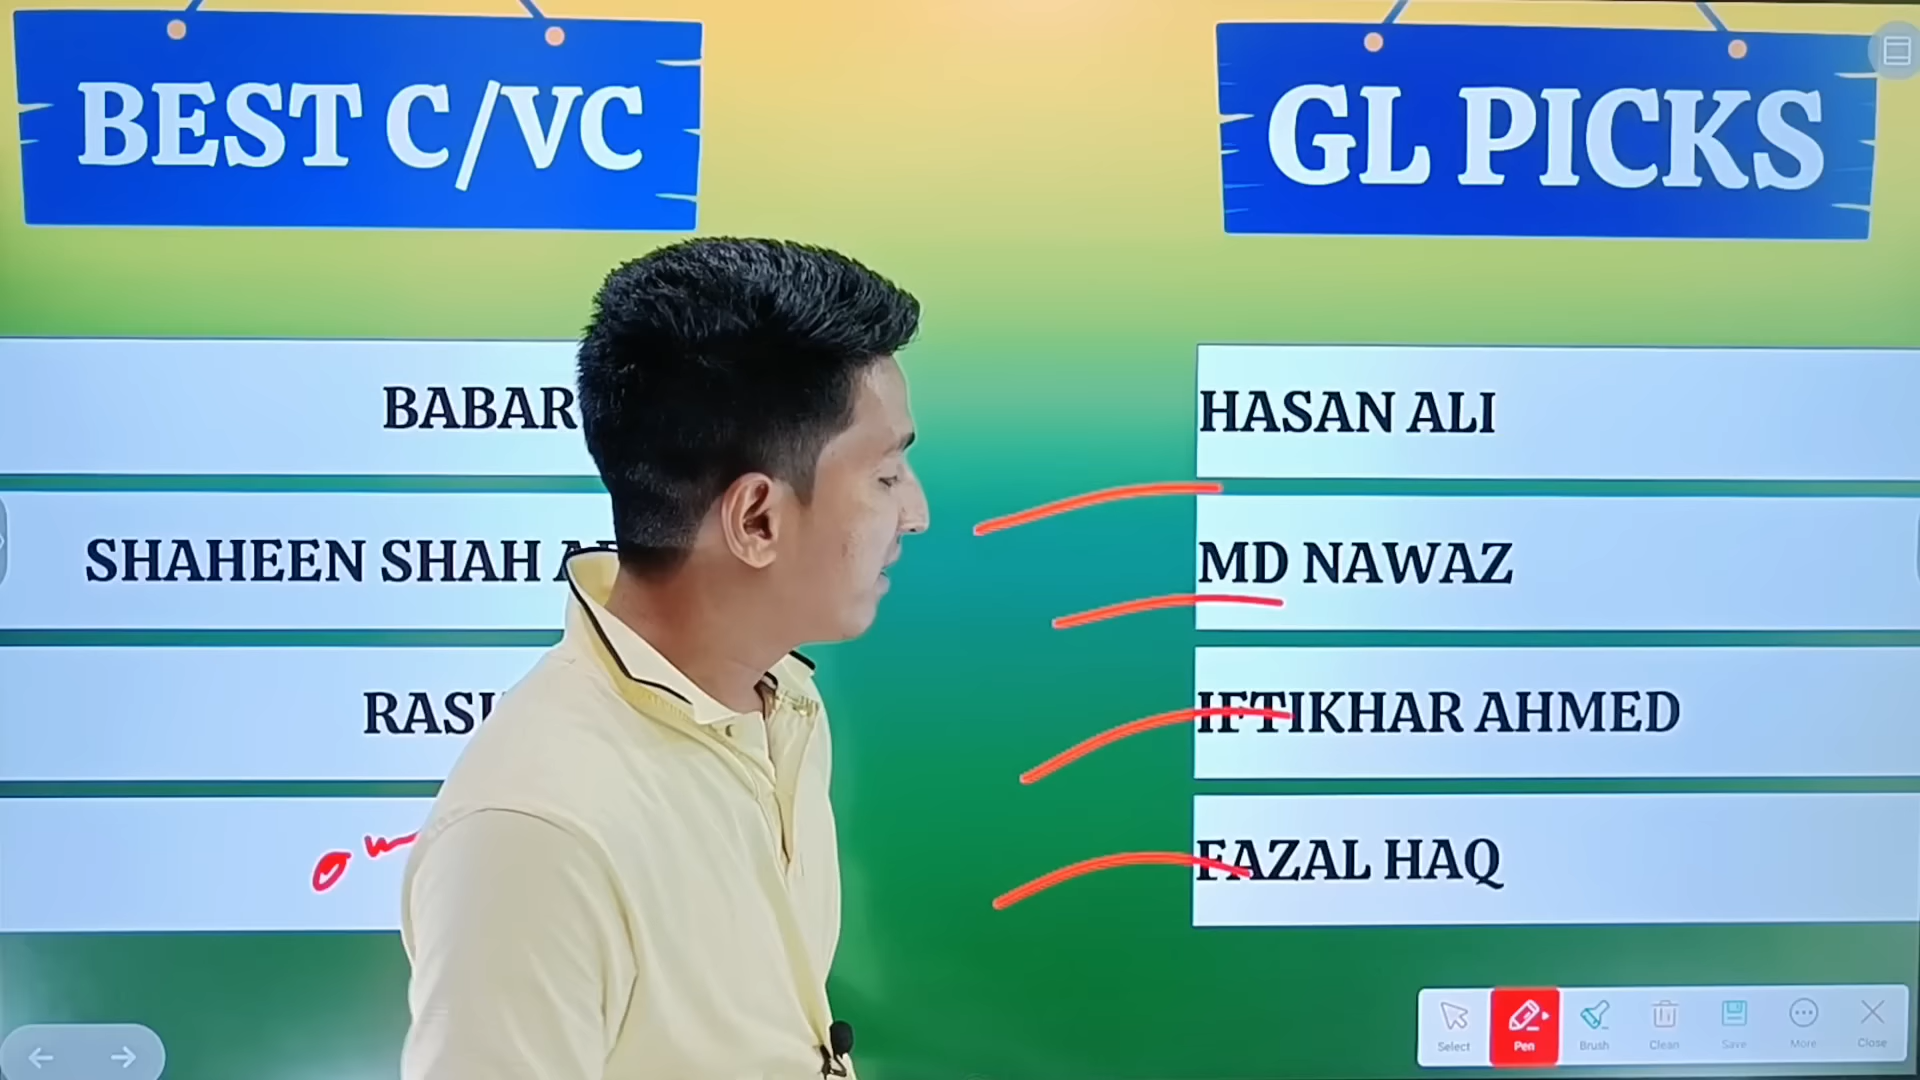 BEST C/VC
GL PICKS
BABAR
SHAHEEN SHAH
HASAN ALI
MD NAWAZ
IFTIKHAR AHMED
FAZAL HAQ
Select
Pen
Brush
Clean
Save
More
Close